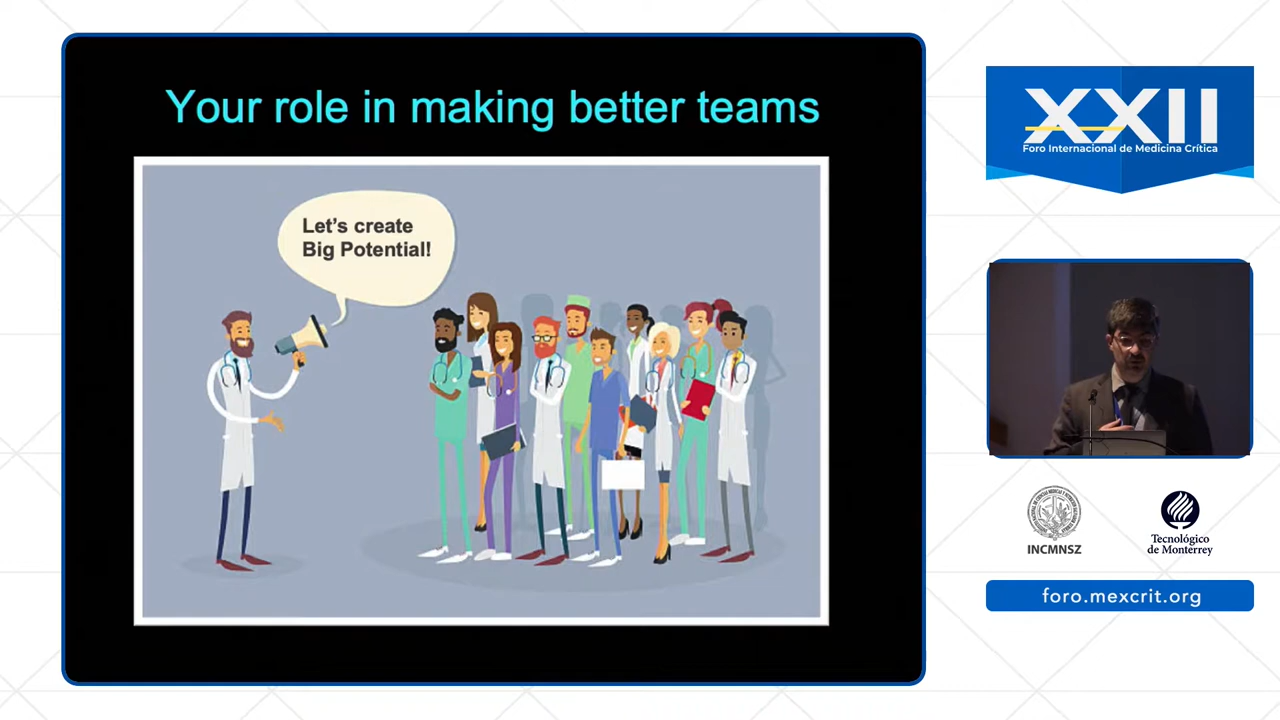 Your role in making better teams
Let's create
Big Potential!
XXII
Foro Internacional de Medicina Crítica
INCMNSZ
Tecnológico
de Monterrey
foro.mexcrit.org